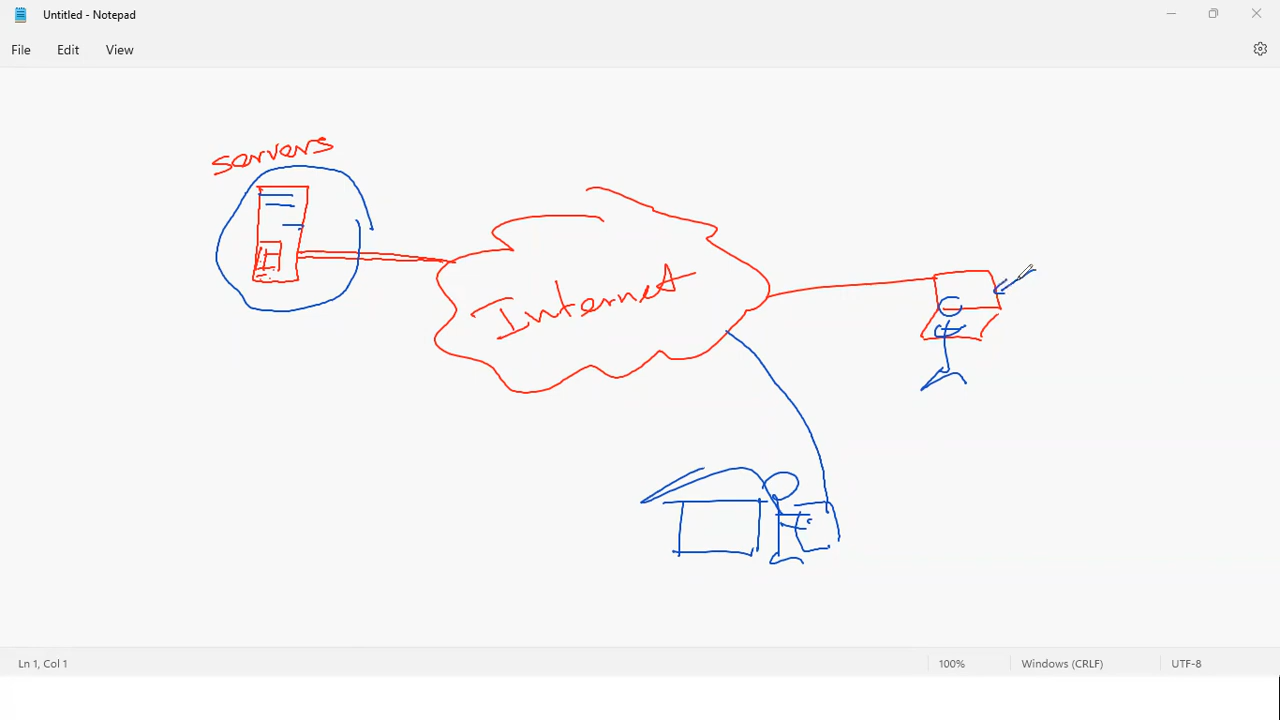 Untitled - Notepad
File Edit View
servers
Internet
Ln 1, Col 1 100% Windows (CRLF) UTF-8